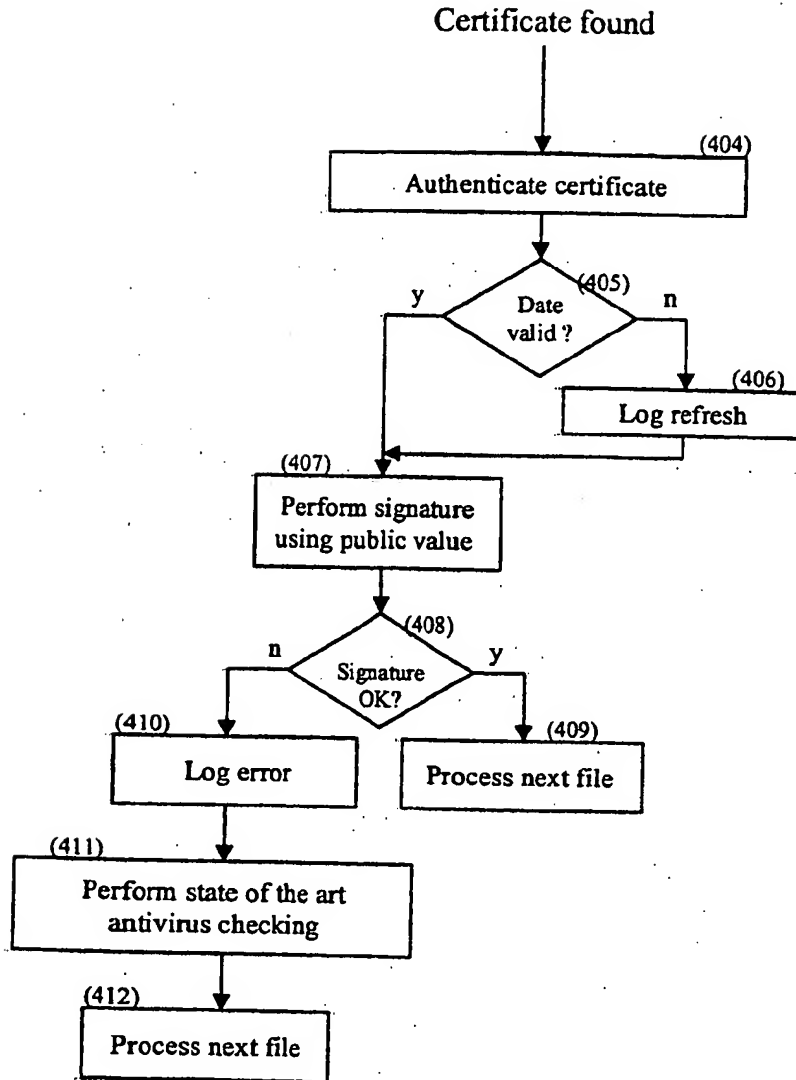 Certificate found
(404)
Authenticate certificate
(405)
y
Date
n
valid ?
(406)
Log refresh
(407)
Perform signature
using public value
(408)
n
y
Signature
OK?
(410)
(409)
Log error
Process next file
(411)
Perform state of the art
antivirus checking
(412)
Process next file